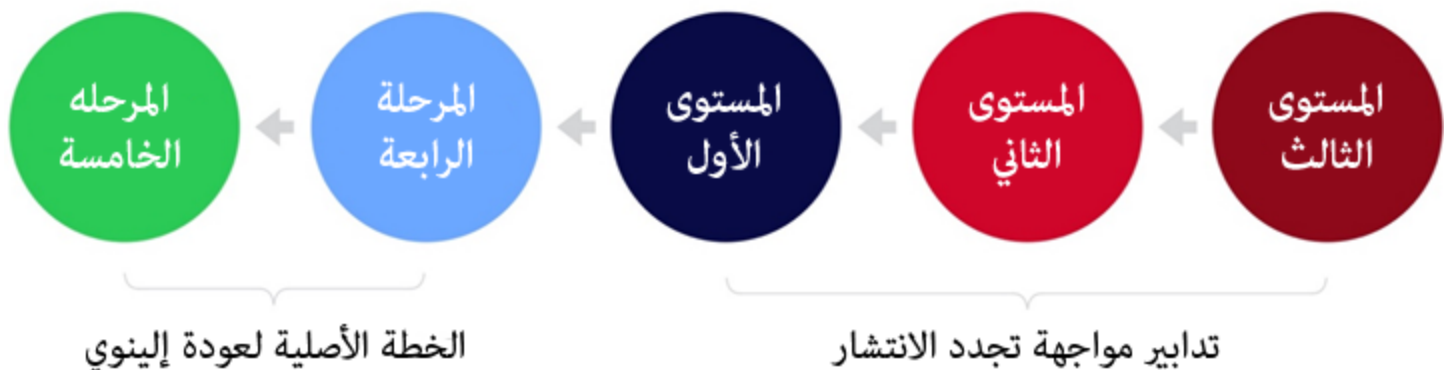 المستوى
الثالث
المستوى
الثاني
المستوى
الأول
المرحلة
الرابعة
المرحله
الخامسة
تدابير مواجهة تجدد الانتشار
الخطة الأصلية لعودة إلينوي